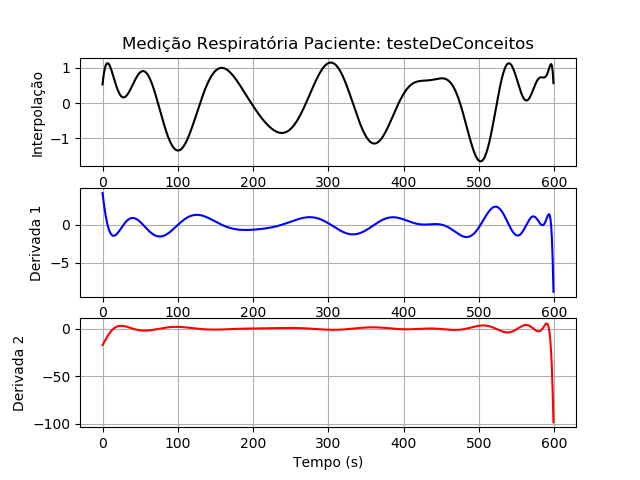 Medição Respiratória Paciente: testeDeConceitos
Interpolação
1
0
−1
0 100 200 300 400 500 600
Derivada 1
0
−5
0 100 200 300 400 500 600
Derivada 2
0
−50
−100
0 100 200 300 400 500 600
Tempo (s)